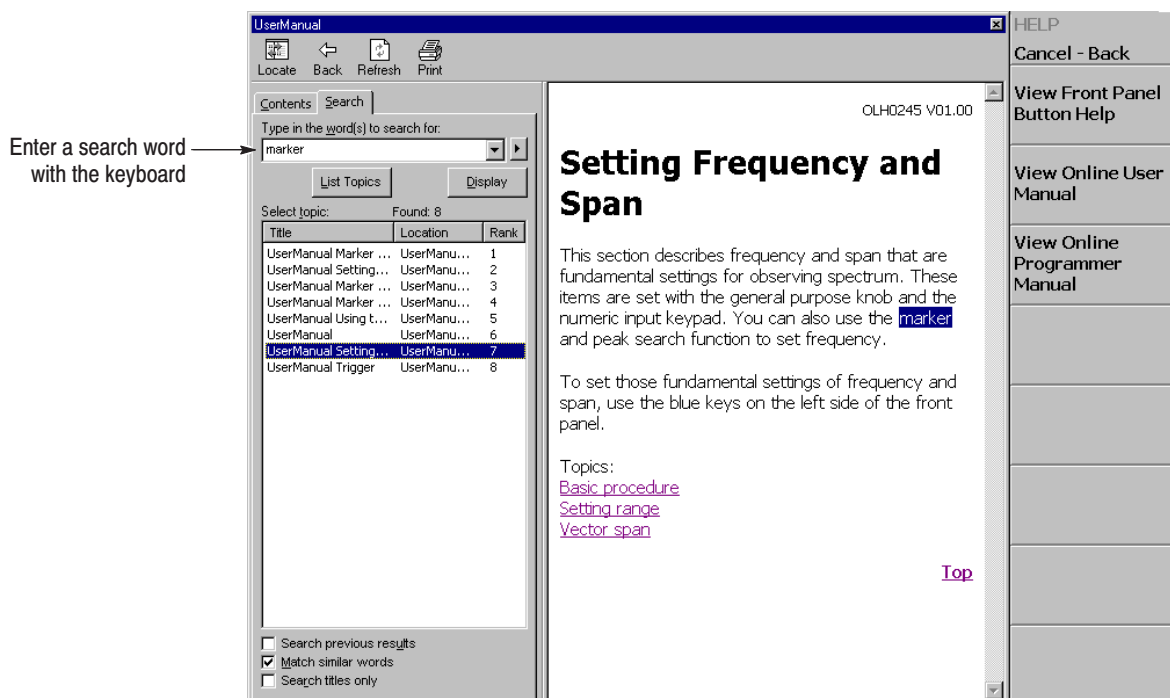 UserManual
Locate Back Refresh Print
Contents Search
Type in the word(s) to search for:
marker
List Topics Display
Select topic: Found: 8
Title Location Rank
UserManual Marker ... UserManu... 1
UserManual Setting... UserManu... 2
UserManual Marker ... UserManu... 3
UserManual Marker ... UserManu... 4
UserManual Using t... UserManu... 5
UserManual UserManu... 6
UserManual Setting... UserManu... 7
UserManual Trigger UserManu... 8
Search previous results
Match similar words
Search titles only
Enter a search word
with the keyboard
OLH0245 V01.00
Setting Frequency and
Span
This section describes frequency and span that are
fundamental settings for observing spectrum. These
items are set with the general purpose knob and the
numeric input keypad. You can also use the marker
and peak search function to set frequency.
To set those fundamental settings of frequency and
span, use the blue keys on the left side of the front
panel.
Topics:
Basic procedure
Setting range
Vector span
Top
HELP
Cancel - Back
View Front Panel
Button Help
View Online User
Manual
View Online
Programmer
Manual